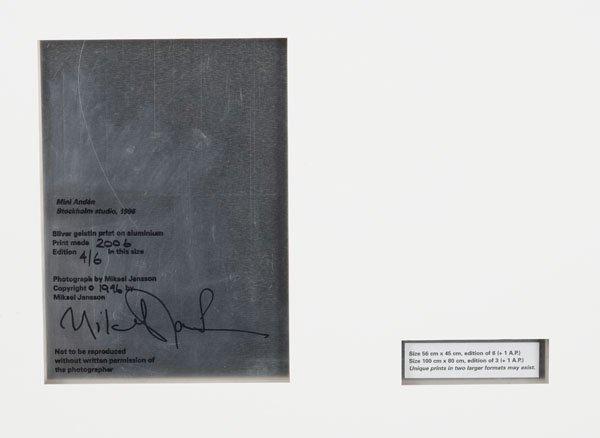 Mini Andén
Stockholm studio, 1996
Silver gelatin print on aluminium
Print made 2006
Edition 4/6 in this size
Photograph by Mikael Jansson
Copyright © 1996 by
Mikael Jansson
Mikael Jansson
Not to be reproduced
without written permission of
the photographer
Size 56 cm x 45 cm, edition of 6 (+ 1 A.P.)
Size 100 cm x 80 cm, edition of 3 (+ 1 A.P.)
Unique prints in two larger formats may exist.